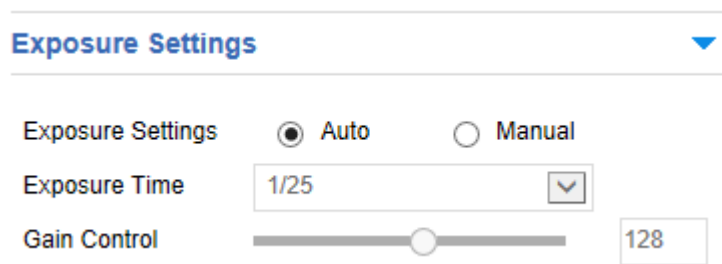 Exposure Settings
Exposure Settings Auto Manual
Exposure Time 1/25
Gain Control 128